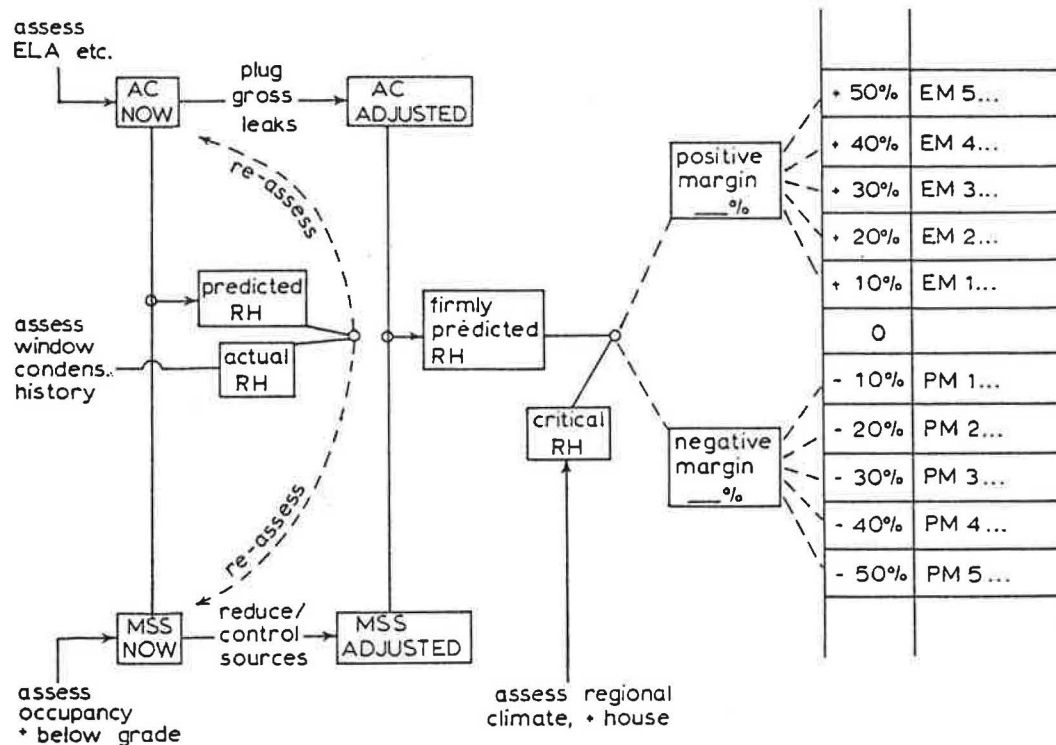 assess
ELA etc.
AC
NOW
plug
gross
leaks
AC
ADJUSTED
re-assess
predicted
RH
assess
window
condens..
history
actual
RH
firmly
predicted
RH
critical
RH
positive
margin
___%
negative
margin
___%
+ 50% EM 5...
+ 40% EM 4...
+ 30% EM 3...
+ 20% EM 2...
+ 10% EM 1...
0
- 10% PM 1...
- 20% PM 2...
- 30% PM 3...
- 40% PM 4...
- 50% PM 5...
re-assess
MSS
NOW
reduce/
control
sources
MSS
ADJUSTED
assess
occupancy
+ below grade
assess regional
climate, + house